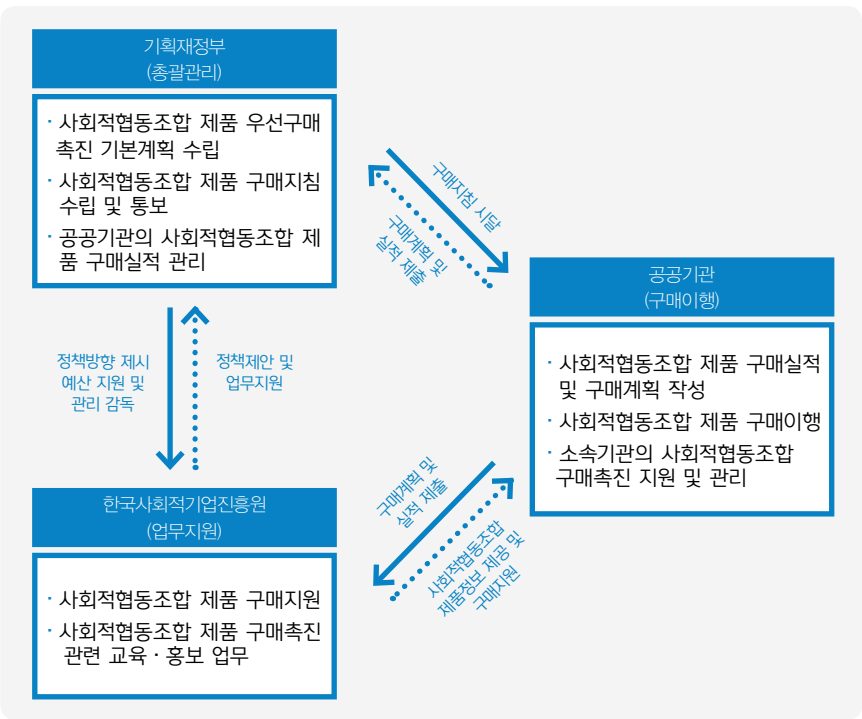 기획재정부
(총괄관리)
· 사회적협동조합 제품 우선구매
촉진 기본계획 수립
· 사회적협동조합 제품 구매지침
수립 및 통보
· 공공기관의 사회적협동조합 제
품 구매실적 관리
구매지침 시달
구매계획 및
실적 제출
공공기관
(구매이행)
· 사회적협동조합 제품 구매실적
및 구매계획 작성
· 사회적협동조합 제품 구매이행
· 소속기관의 사회적협동조합
구매촉진 지원 및 관리
정책방향 제시
예산 지원 및
관리 감독
정책제안 및
업무지원
구매계획 및
실적 제출
사회적협동조합
제품정보 제공 및
구매지원
한국사회적기업진흥원
(업무지원)
· 사회적협동조합 제품 구매지원
· 사회적협동조합 제품 구매촉진
관련 교육 · 홍보 업무